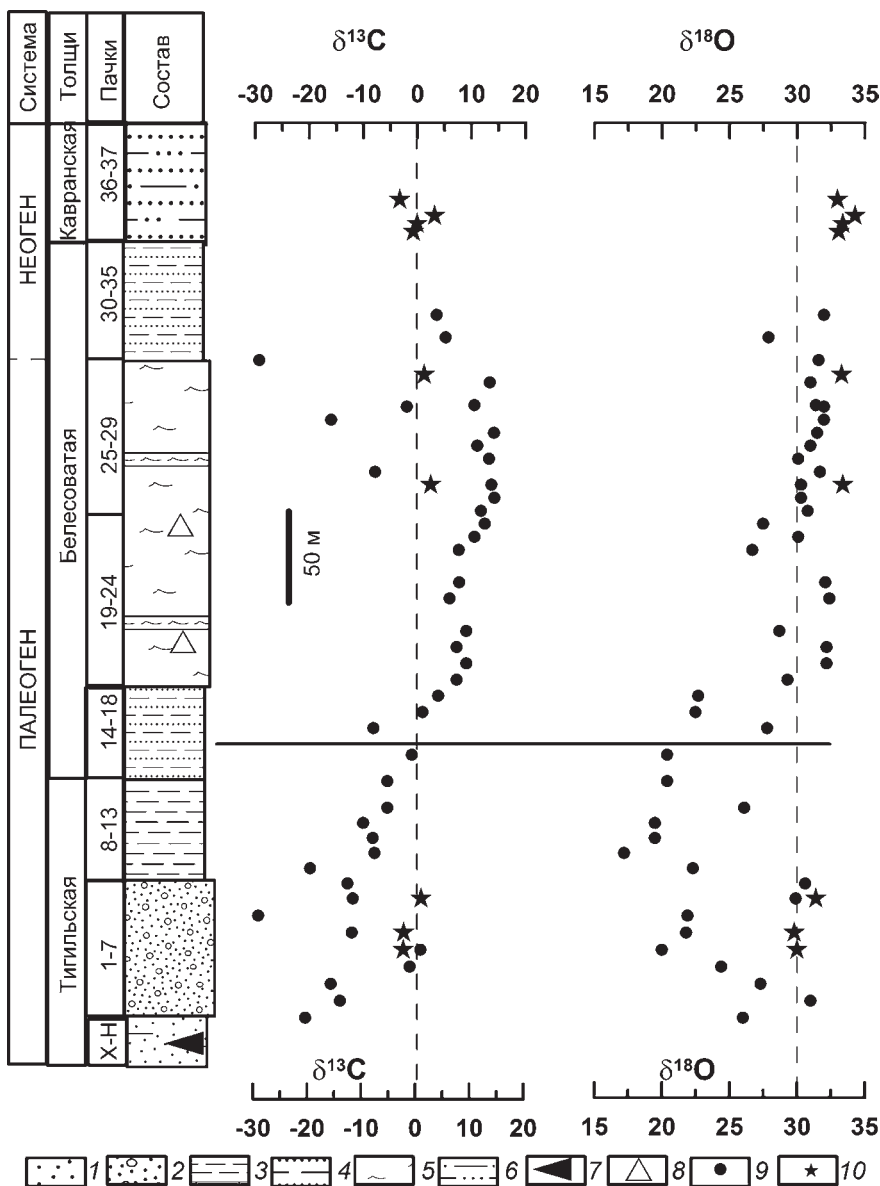 Система
Толщи
Пачки
Состав
δ13C
δ18O
-30 -20 -10 0 10 20
15 20 25 30 35
НЕОГЕН
ПАЛЕОГЕН
Кавранская
Белесоватая
Тигильская
36-37
30-35
25-29
19-24
14-18
8-13
1-7
Х-Н
50 м
δ13C
δ18O
-30 -20 -10 0 10 20
15 20 25 30 35
1 2 3 4 5 6 7 8 9 10